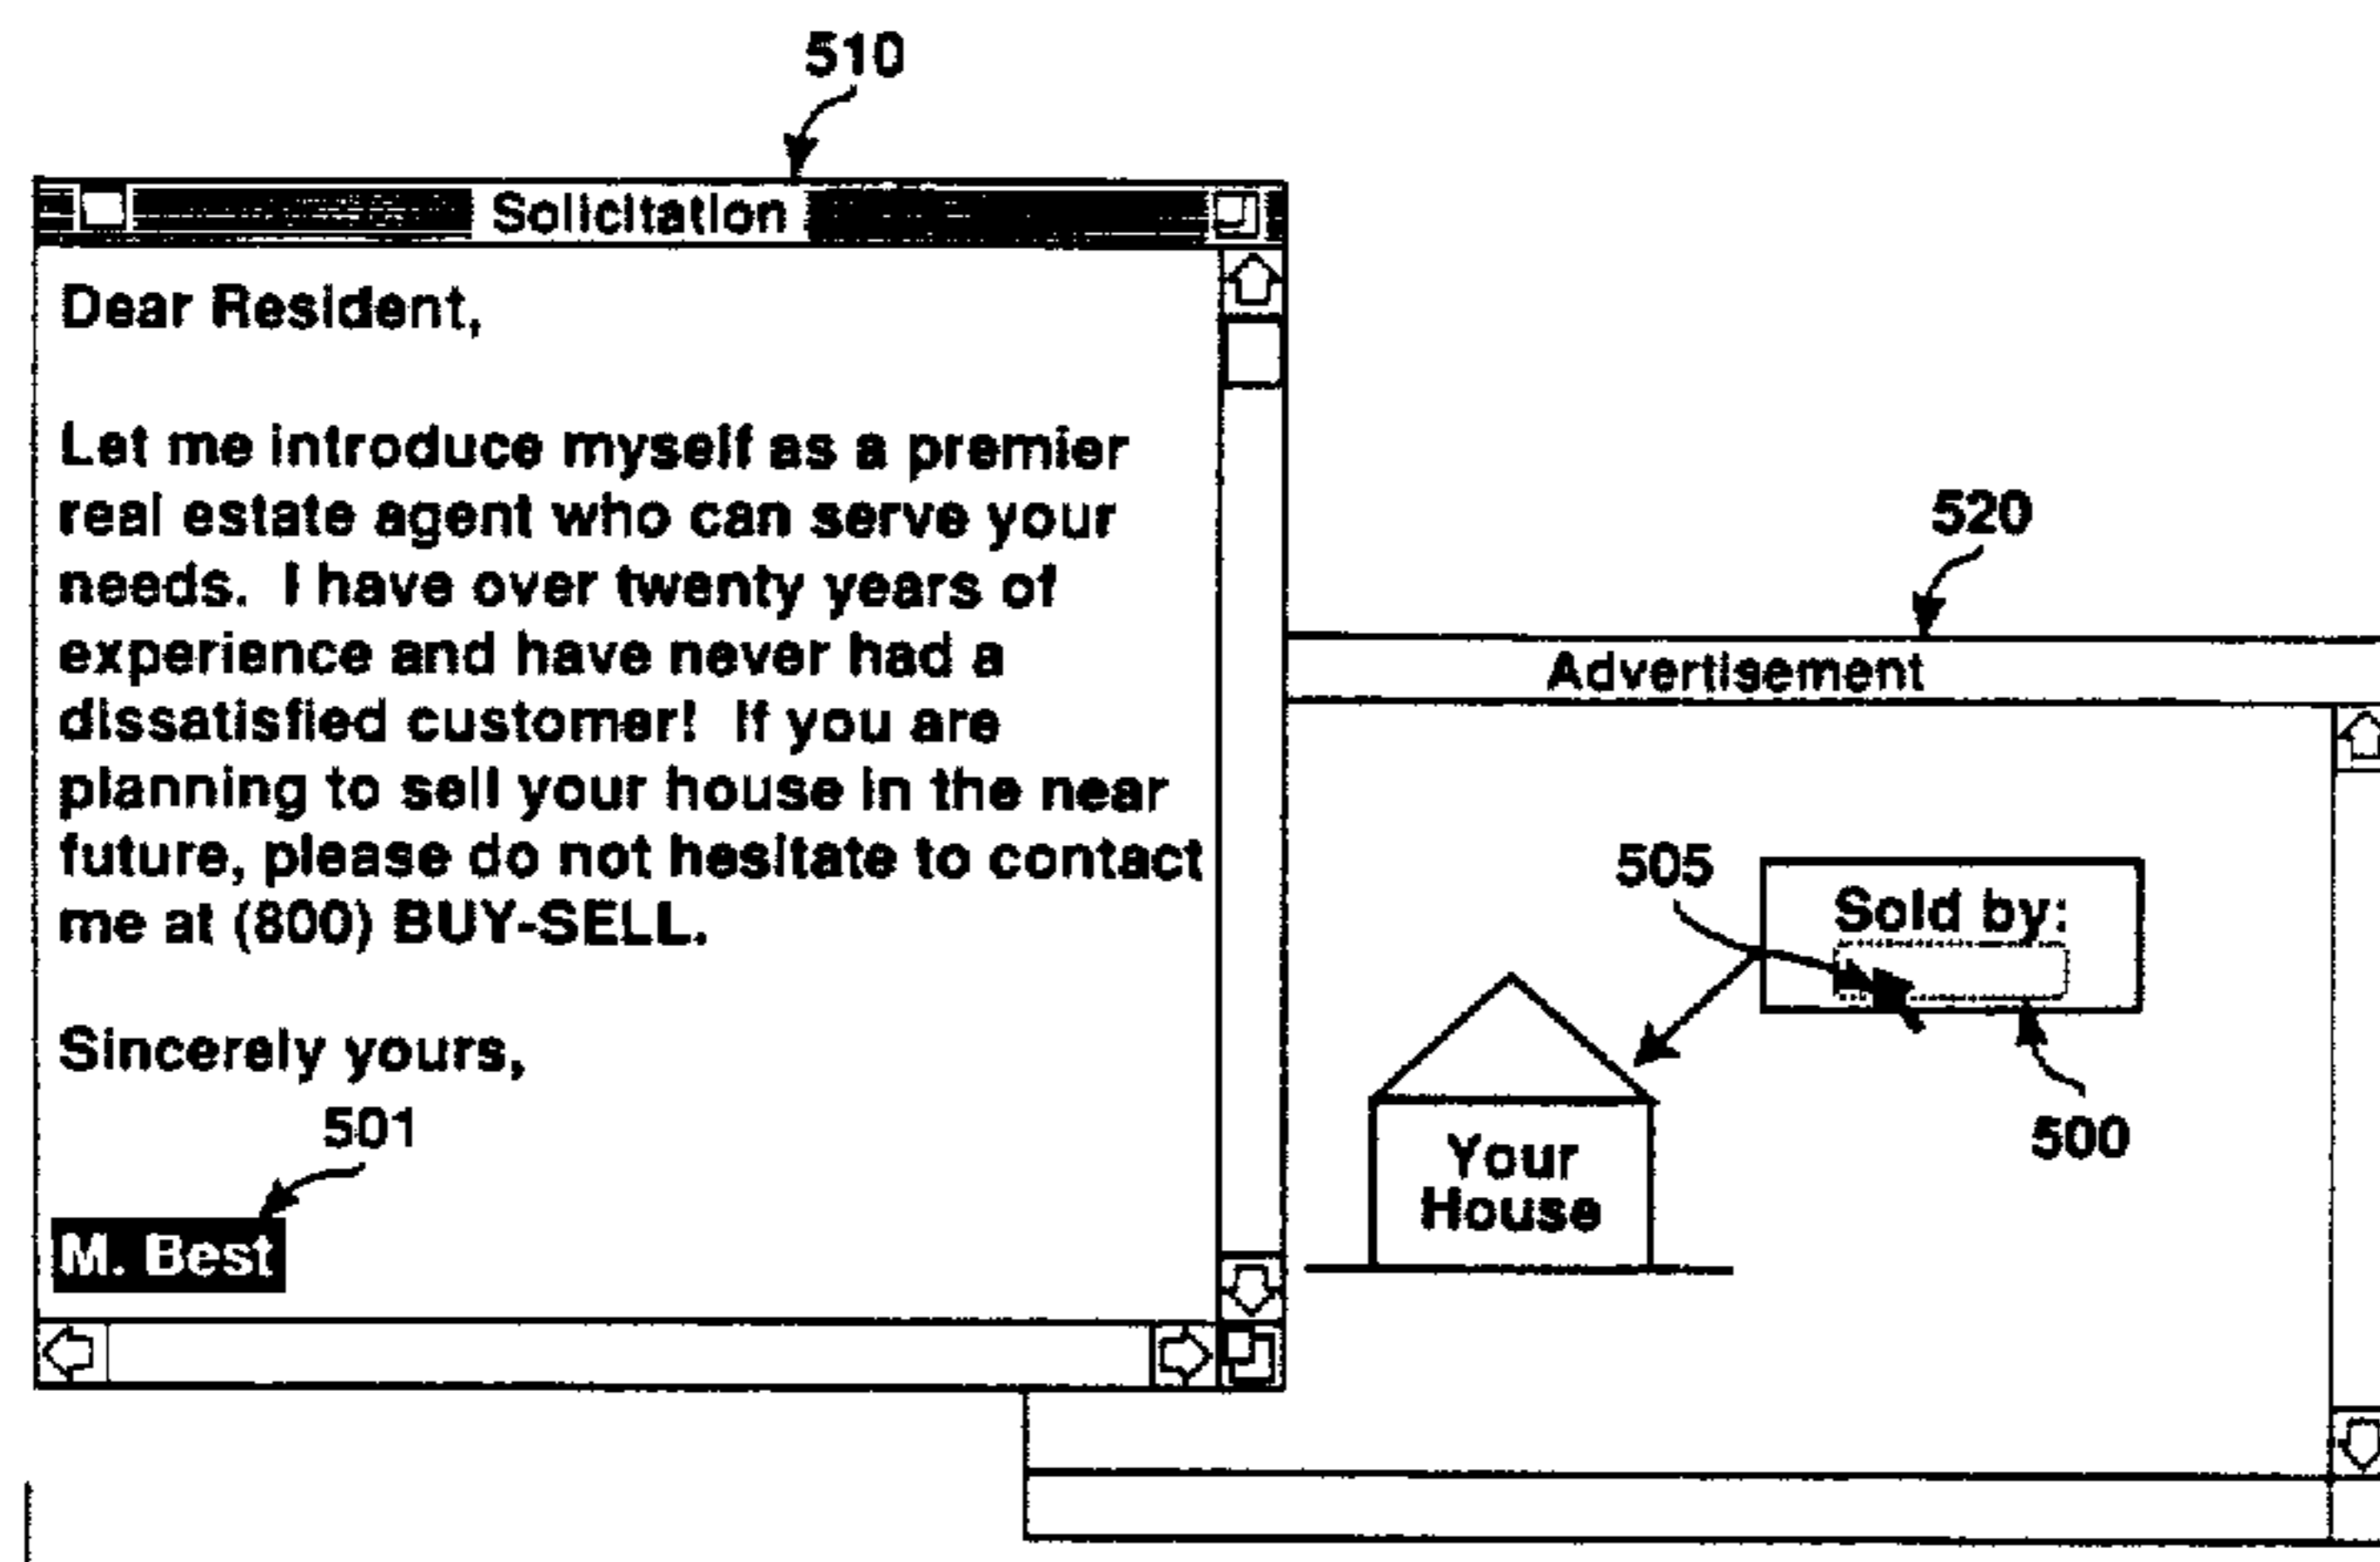 510
Solicitation
Dear Resident,
Let me introduce myself as a premier
real estate agent who can serve your
needs. I have over twenty years of
experience and have never had a
dissatisfied customer! If you are
planning to sell your house in the near
future, please do not hesitate to contact
me at (800) BUY-SELL.
Sincerely yours,
501
M. Best
520
Advertisement
505
Sold by:
500
Your
House